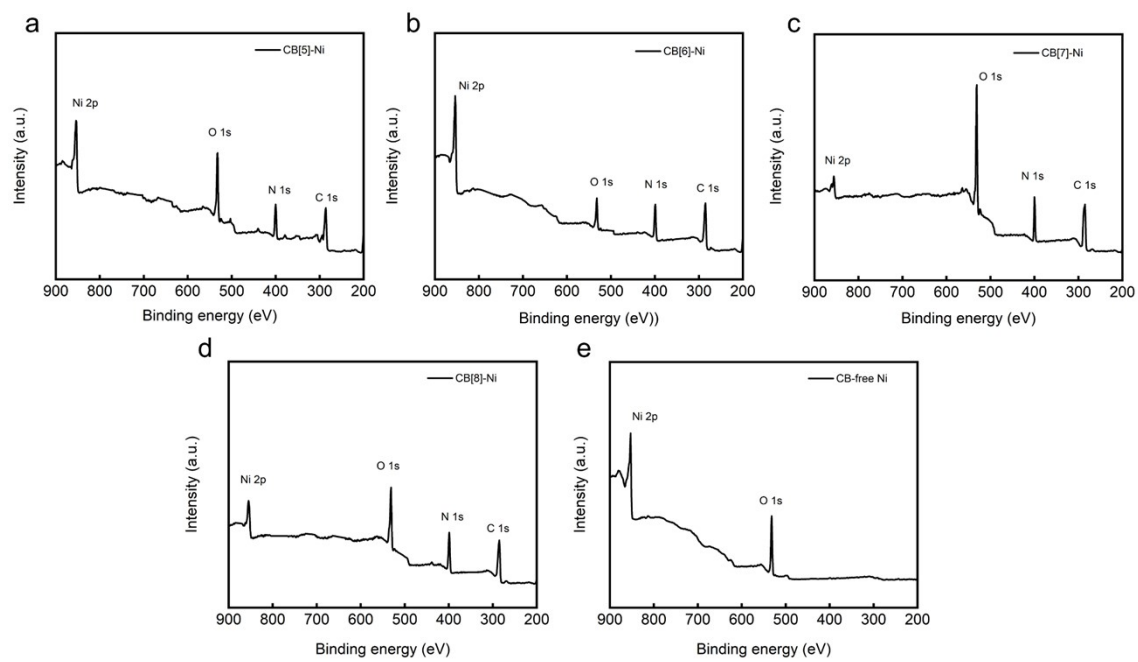 a
CB[5]-Ni
Ni 2p
O 1s
N 1s
C 1s
Intensity (a.u.)
900 800 700 600 500 400 300 200
Binding energy (eV)
b
CB[6]-Ni
Ni 2p
O 1s
N 1s
C 1s
Intensity (a.u.)
900 800 700 600 500 400 300 200
Binding energy (eV))
c
CB[7]-Ni
O 1s
Ni 2p
N 1s
C 1s
Intensity (a.u.)
900 800 700 600 500 400 300 200
Binding energy (eV)
d
CB[8]-Ni
Ni 2p
O 1s
N 1s
C 1s
Intensity (a.u.)
900 800 700 600 500 400 300 200
Binding energy (eV)
e
CB-free Ni
Ni 2p
O 1s
Intensity (a.u.)
900 800 700 600 500 400 300 200
Binding energy (eV)